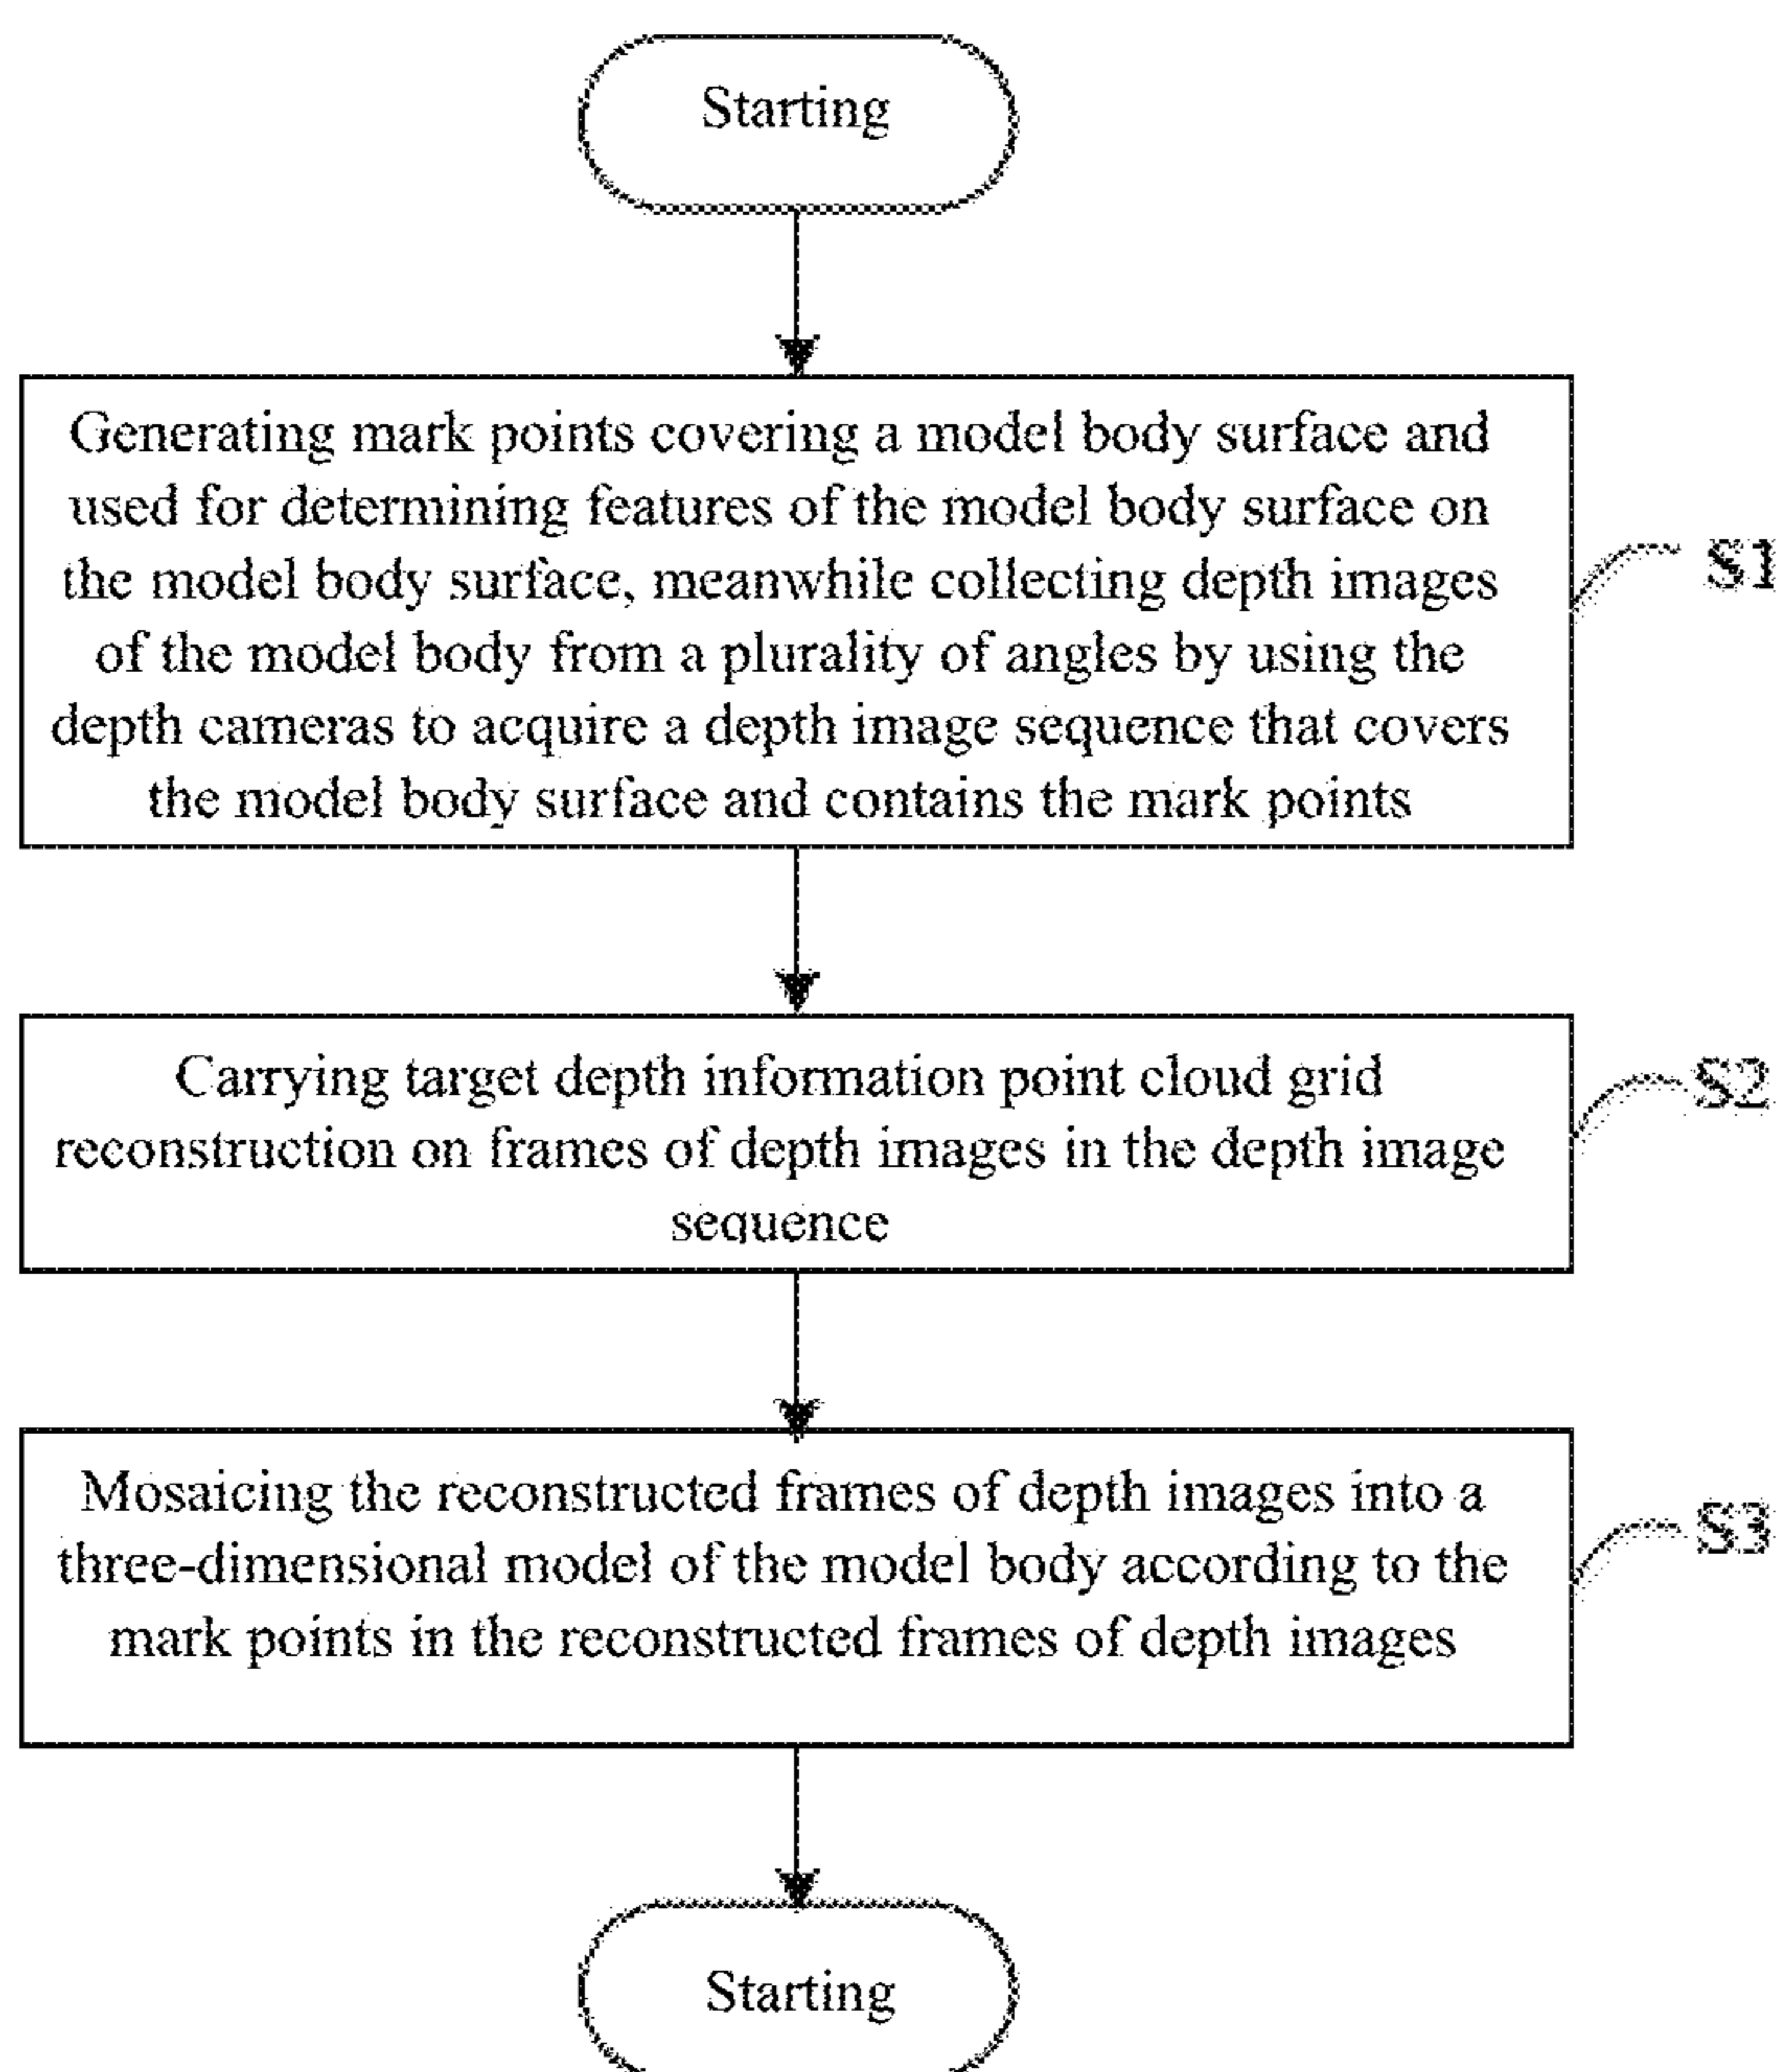 Starting
Generating mark points covering a model body surface and
used for determining features of the model body surface on
the model body surface, meanwhile collecting depth images
of the model body from a plurality of angles by using the
depth cameras to acquire a depth image sequence that covers
the model body surface and contains the mark points
S1
Carrying target depth information point cloud grid
reconstruction on frames of depth images in the depth image
sequence
S2
Mosaicing the reconstructed frames of depth images into a
three-dimensional model of the model body according to the
mark points in the reconstructed frames of depth images
S3
Starting